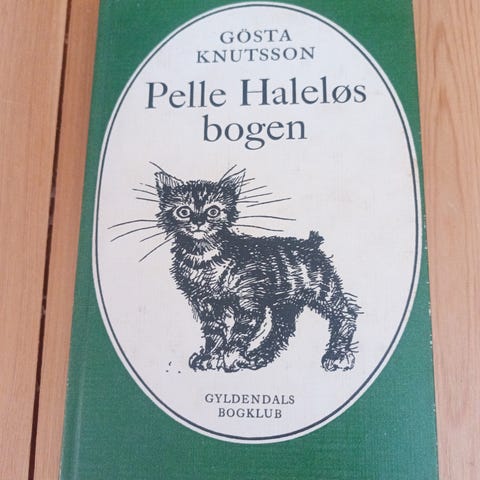 GÖSTA
KNUTSSON
Pelle Haleløs
bogen
GYLDENDALS
BOGKLUB